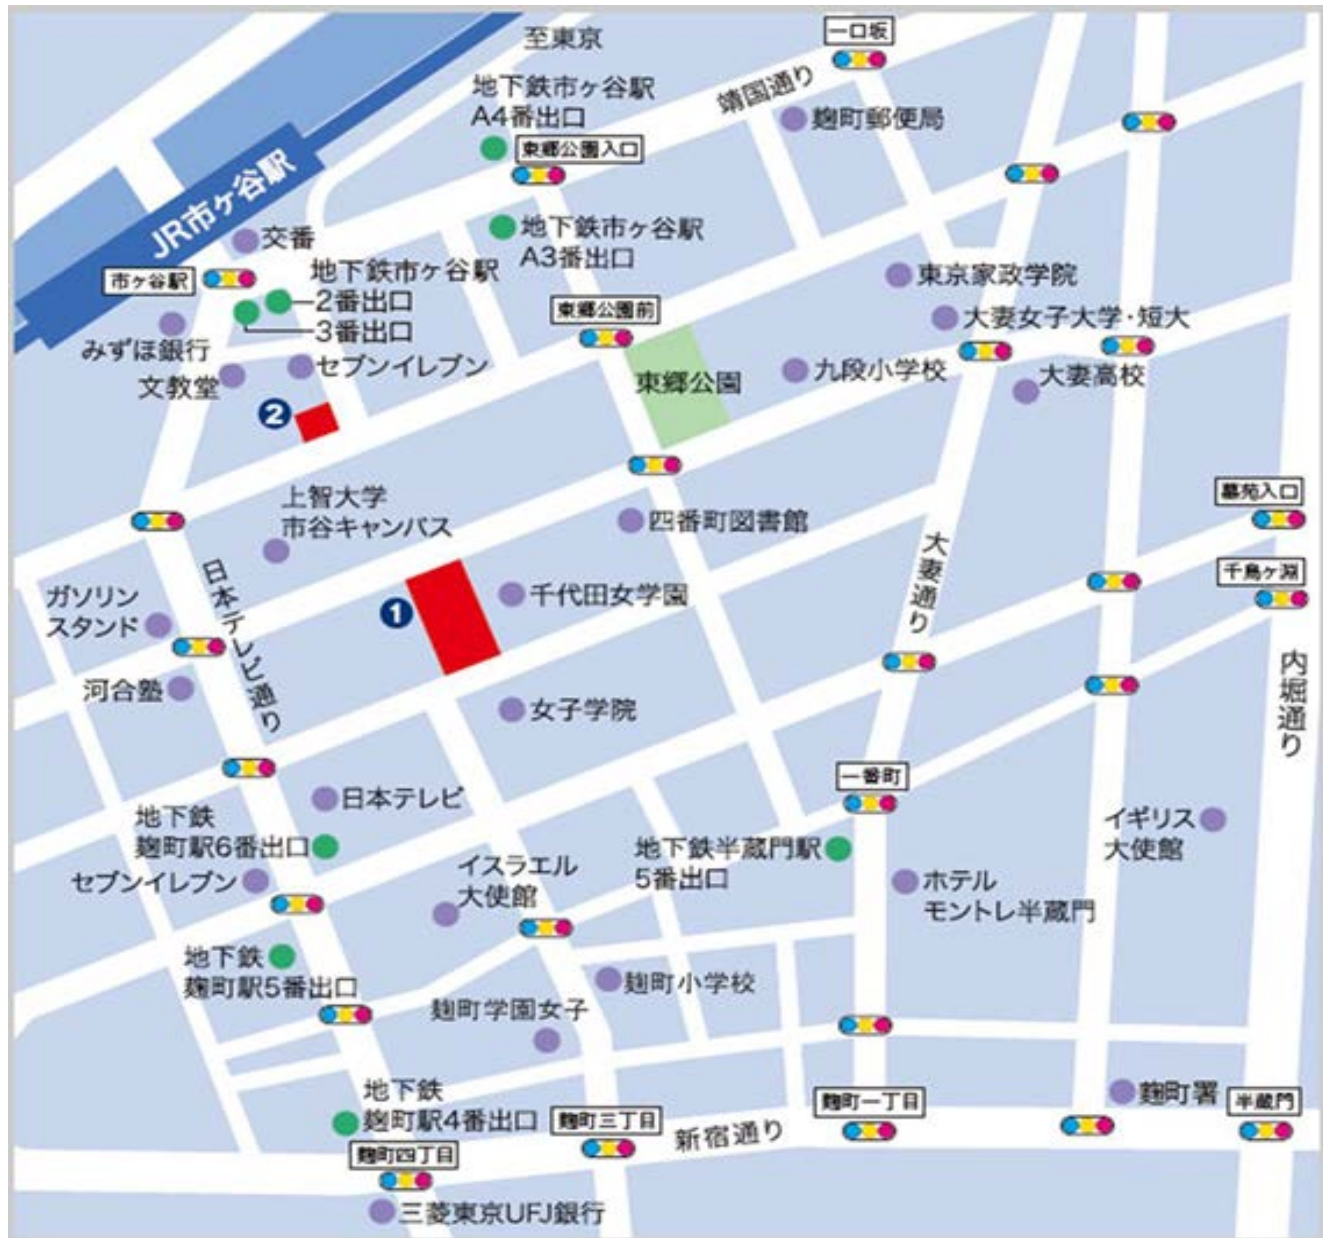 至東京
一口坂
地下鉄市ヶ谷駅
A4番出口
靖国通り
麹町郵便局
東郷公園入口
JR市ヶ谷駅
交番
地下鉄市ヶ谷駅
A3番出口
市ヶ谷駅
地下鉄市ヶ谷駅
2番出口
3番出口
東京家政学院
東郷公園前
大妻女子大学・短大
みずほ銀行
セブンイレブン
文教堂
東郷公園
九段小学校
大妻高校
2
上智大学
市谷キャンパス
四番町図書館
墓苑入口
大妻通り
千鳥ヶ淵
日本テレビ通り
ガソリン
スタンド
1
千代田女学園
河合塾
女子学院
内堀通り
日本テレビ
一番町
地下鉄
麹町駅6番出口
イギリス
大使館
セブンイレブン
イスラエル
大使館
地下鉄半蔵門駅
5番出口
ホテル
モントレ半蔵門
地下鉄
麹町駅5番出口
麹町小学校
麹町学園女子
地下鉄
麹町駅4番出口
麹町三丁目
新宿通り
麹町一丁目
麹町署
半蔵門
麹町四丁目
三菱東京UFJ銀行